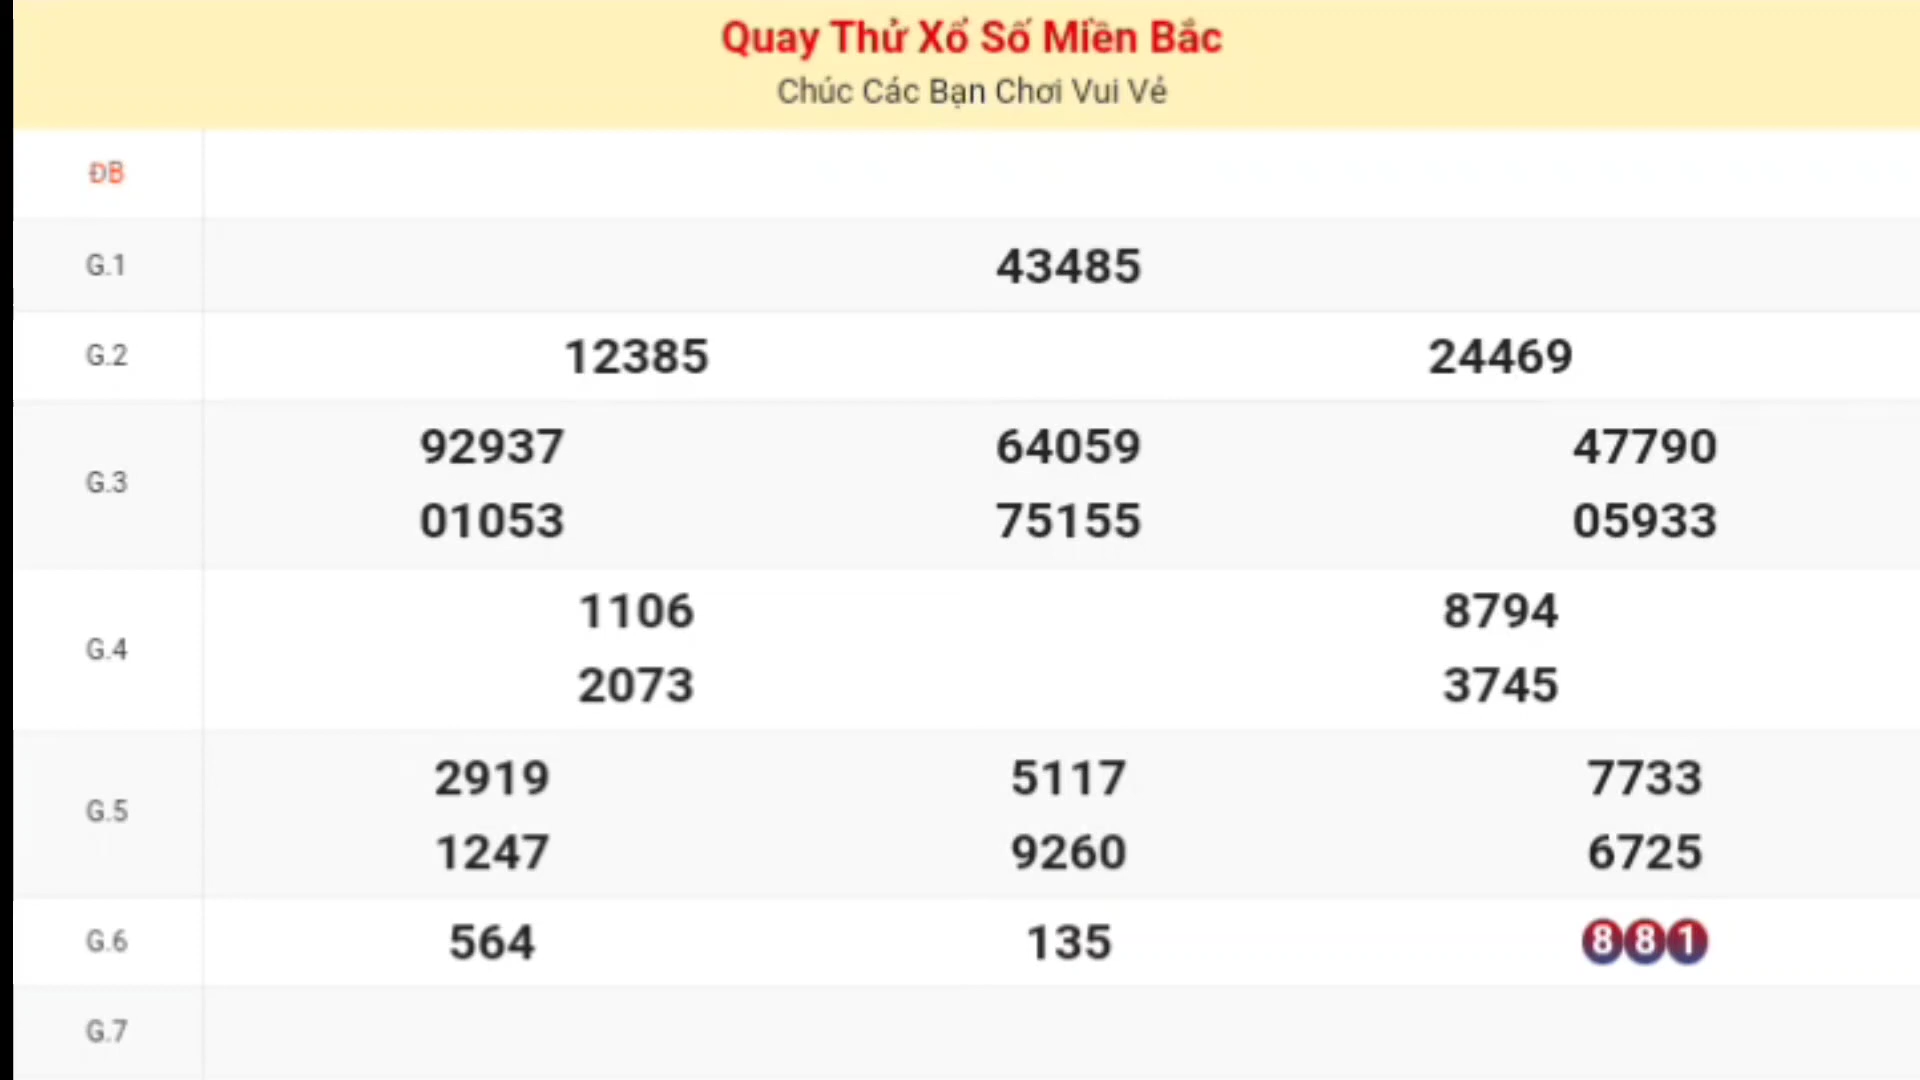 Quay Thử Xổ Số Miền Bắc
Chúc Các Bạn Chơi Vui Vẻ
ĐB
G.1 43485
G.2 12385 24469
G.3 92937 64059 47790
01053 75155 05933
G.4 1106 8794
2073 3745
G.5 2919 5117 7733
1247 9260 6725
G.6 564 135 881
G.7